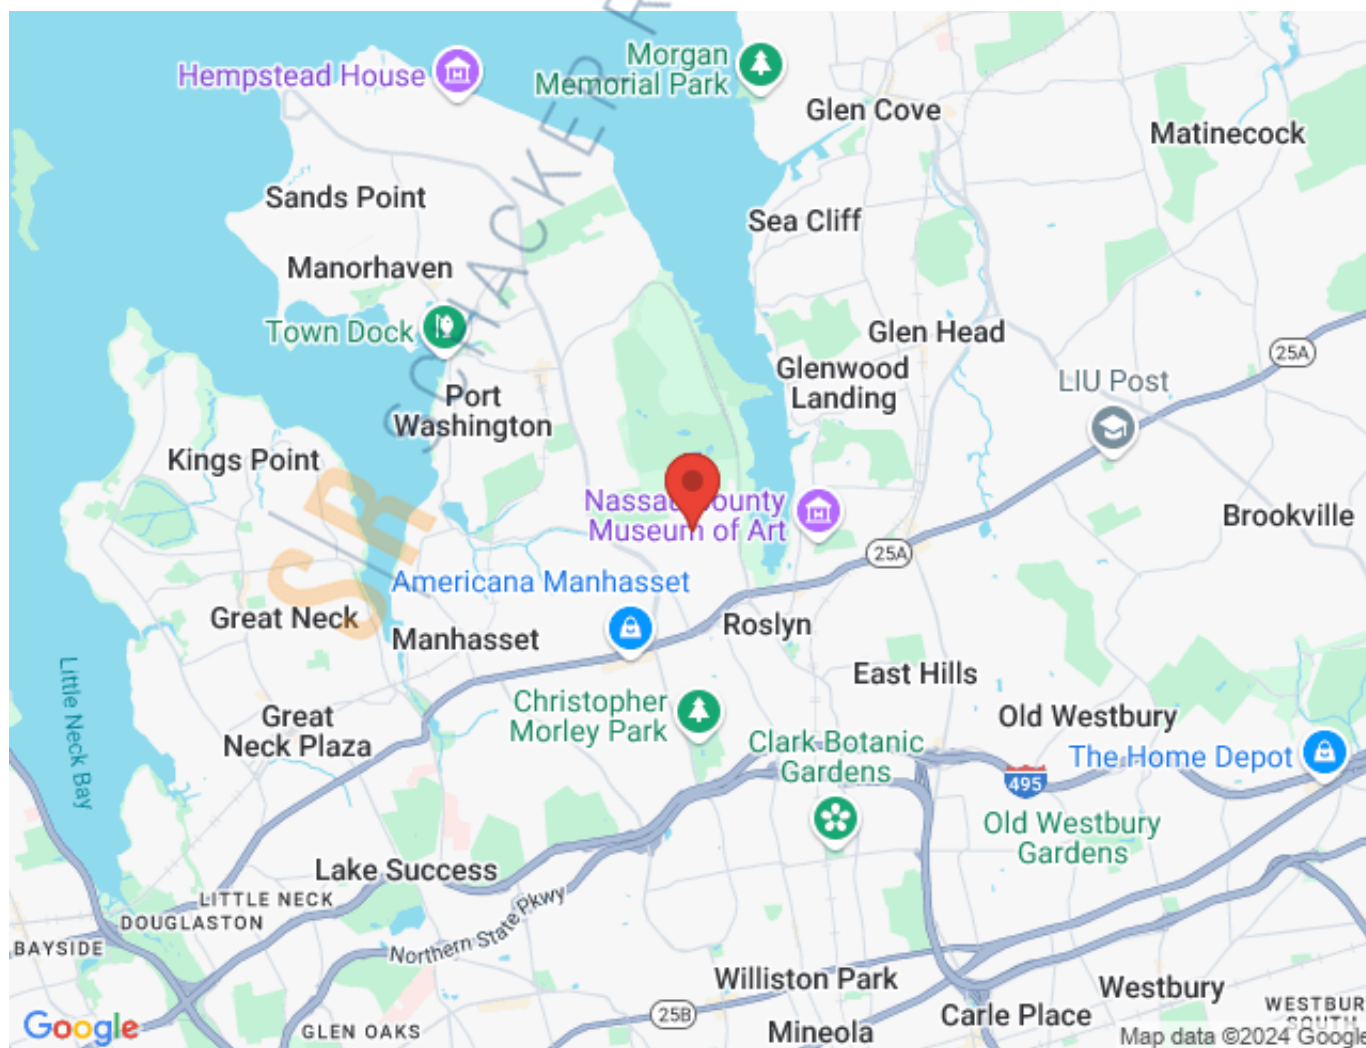 Morgan
Memorial Park
Hempstead House
Glen Cove
Matinecock
Sands Point
Sea Cliff
Manorhaven
Town Dock
Glen Head
25A
Glenwood
Landing
LIU Post
Port
Washington
Kings Point
Nassau County
Museum of Art
Brookville
25A
Americana Manhasset
Great Neck
Manhasset
Roslyn
Little Neck Bay
East Hills
Christopher
Morley Park
Great
Neck Plaza
Old Westbury
Clark Botanic
Gardens
The Home Depot
495
Old Westbury
Gardens
Lake Success
LITTLE NECK
DOUGLASTON
BAYSIDE
Northern State Pkwy
Williston Park
Westbury
WESTBUR
SOUTH
25B
Carle Place
Mineola
GLEN OAKS
Google
Map data ©2024 Google
SIR
SCHACKER R